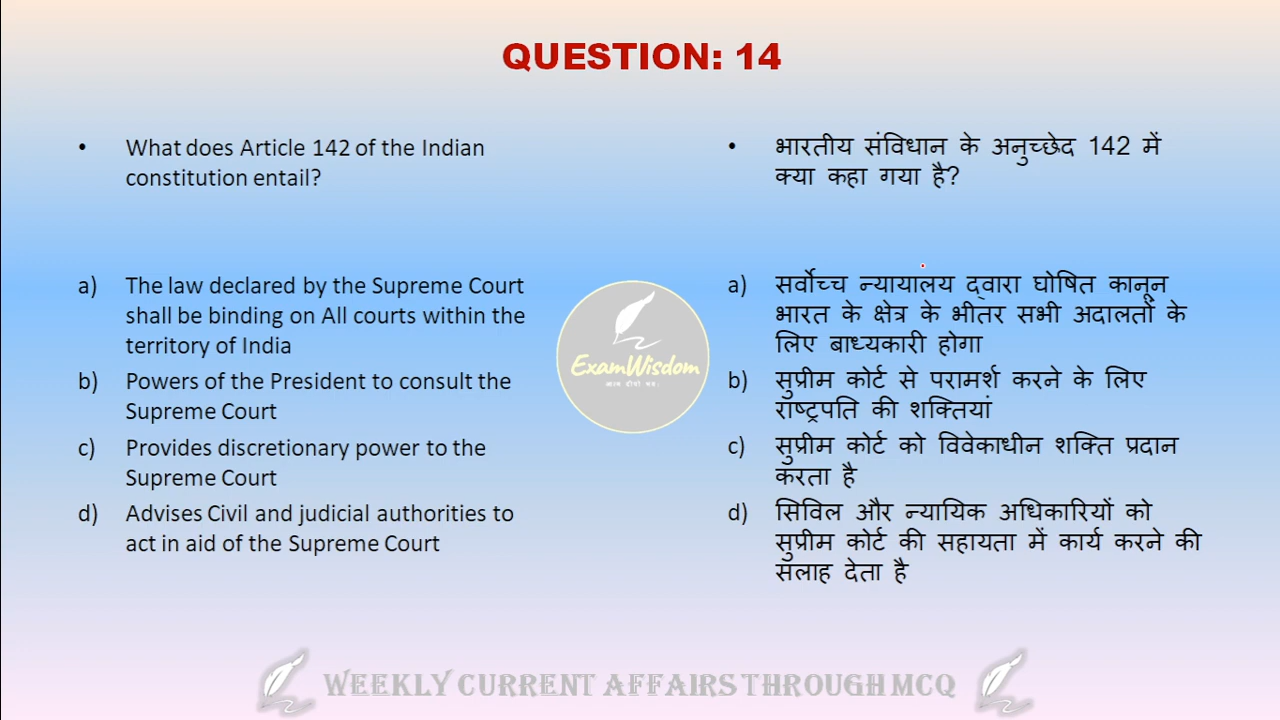 QUESTION: 14
• What does Article 142 of the Indian
constitution entail?
a) The law declared by the Supreme Court
shall be binding on All courts within the
territory of India
b) Powers of the President to consult the
Supreme Court
c) Provides discretionary power to the
Supreme Court
d) Advises Civil and judicial authorities to
act in aid of the Supreme Court
• भारतीय संविधान के अनुच्छेद 142 में
क्या कहा गया है?
a) सर्वोच्च न्यायालय द्वारा घोषित कानून
भारत के क्षेत्र के भीतर सभी अदालतों के
लिए बाध्यकारी होगा
b) सुप्रीम कोर्ट से परामर्श करने के लिए
राष्ट्रपति की शक्तियां
c) सुप्रीम कोर्ट को विवेकाधीन शक्ति प्रदान
करता है
d) सिविल और न्यायिक अधिकारियों को
सुप्रीम कोर्ट की सहायता में कार्य करने की
सलाह देता है
ExamWisdom
WEEKLY CURRENT AFFAIRS THROUGH MCQ